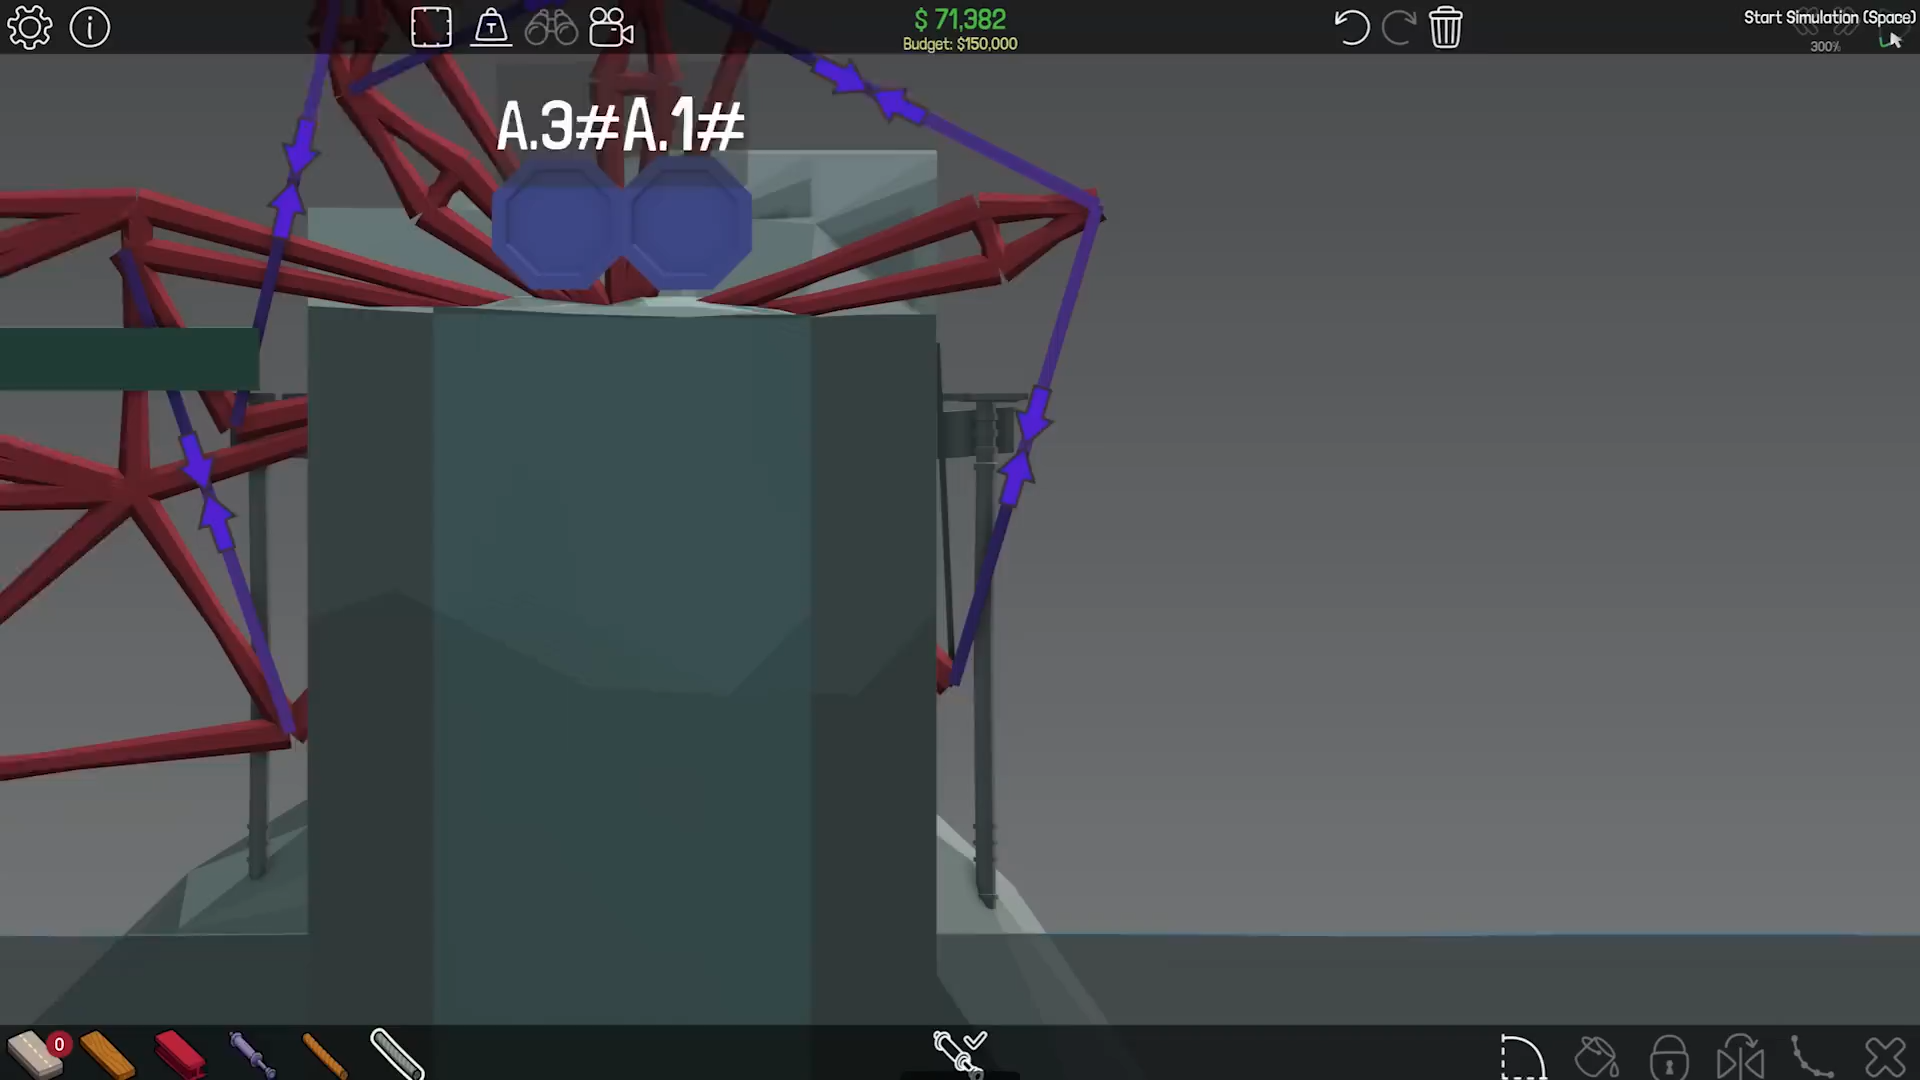 $ 71,382
Budget: $150,000
Start Simulation (Space)
300%
A.3#A.1#
0